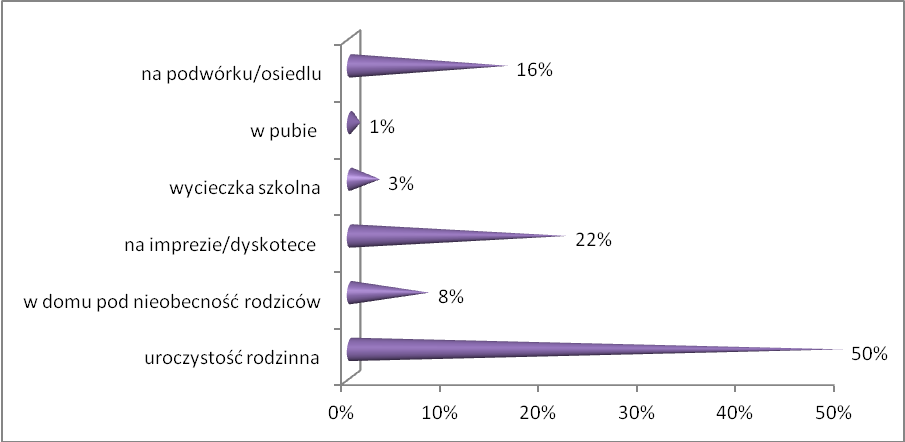 na podwórku/osiedlu
16%
w pubie
1%
wycieczka szkolna
3%
na imprezie/dyskotece
22%
w domu pod nieobecność rodziców
8%
uroczystość rodzinna
50%
0% 10% 20% 30% 40% 50%